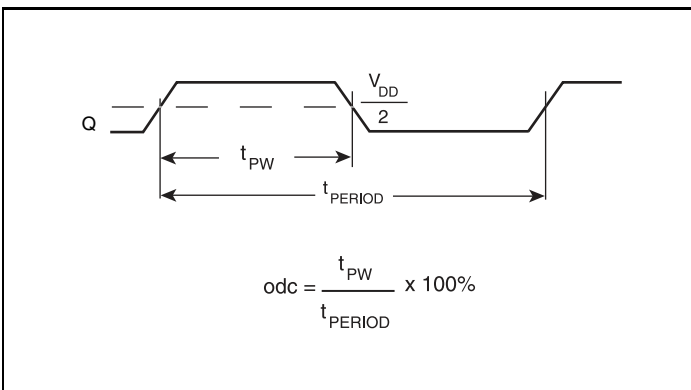 V_DD
2
Q
t_PW
t_PERIOD
odc = t_PW / t_PERIOD x 100%